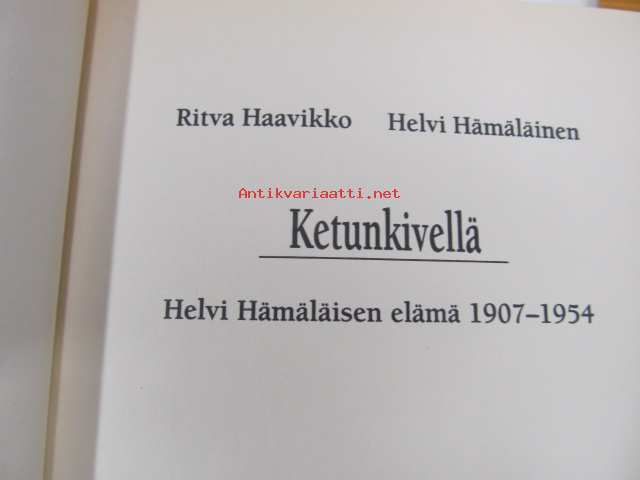 Ritva Haavikko Helvi Hämäläinen
Antikvariaatti.net
Ketunkivellä
Helvi Hämäläisen elämä 1907–1954